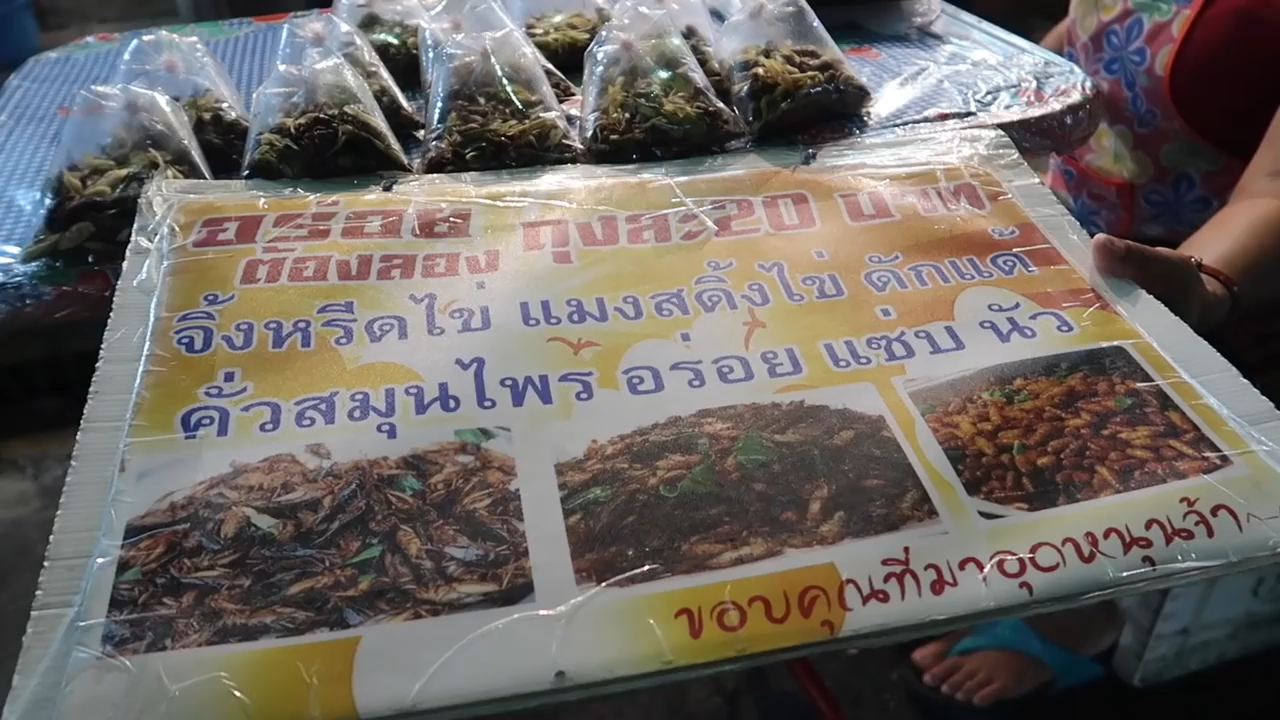 อร่อย ถุงละ20 บาท
ต้องลอง
จิ้งหรีดไข่ แมงสดิ้งไข่ ดักแด้
คั่วสมุนไพร อร่อย แซ่บ นัว
ขอบคุณที่มาอุดหนุนจ้า